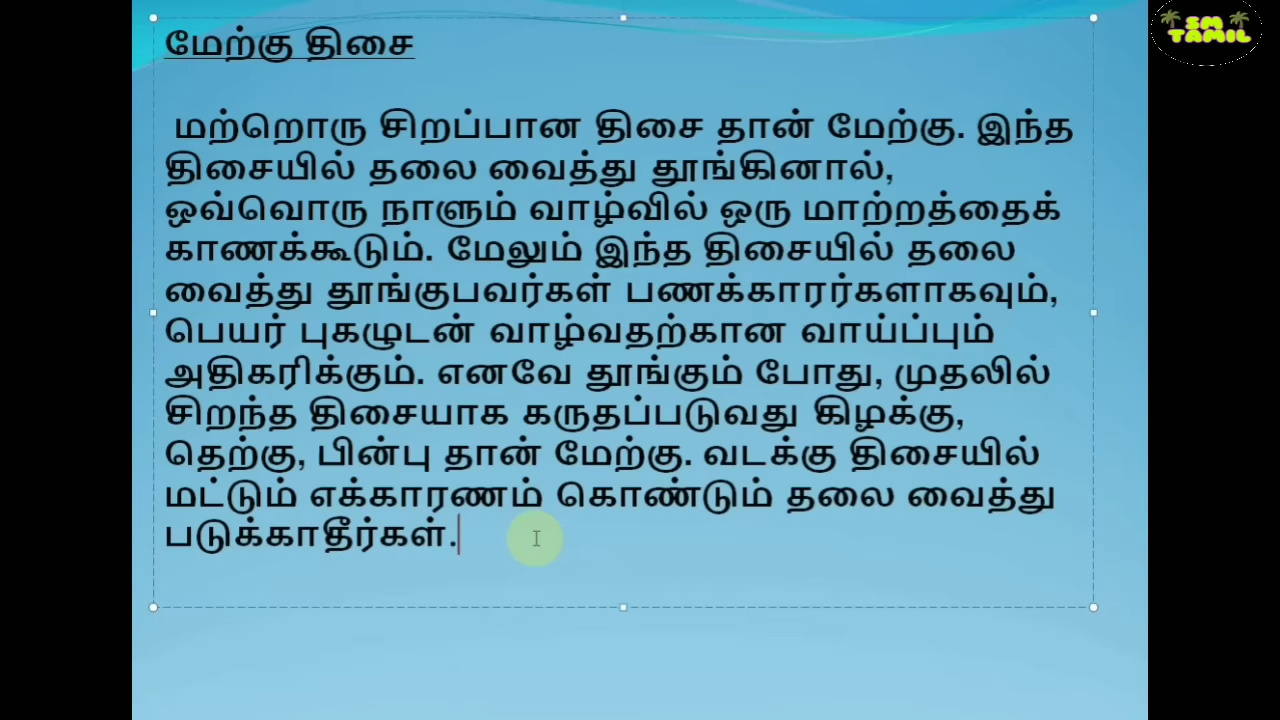 SM
TAMIL
மேற்கு திசை
மற்றொரு சிறப்பான திசை தான் மேற்கு. இந்த
திசையில் தலை வைத்து தூங்கினால்,
ஒவ்வொரு நாளும் வாழ்வில் ஒரு மாற்றத்தைக்
காணக்கூடும். மேலும் இந்த திசையில் தலை
வைத்து தூங்குபவர்கள் பணக்காரர்களாகவும்,
பெயர் புகழுடன் வாழ்வதற்கான வாய்ப்பும்
அதிகரிக்கும். எனவே தூங்கும் போது, முதலில்
சிறந்த திசையாக கருதப்படுவது கிழக்கு,
தெற்கு, பின்பு தான் மேற்கு. வடக்கு திசையில்
மட்டும் எக்காரணம் கொண்டும் தலை வைத்து
படுக்காதீர்கள்.